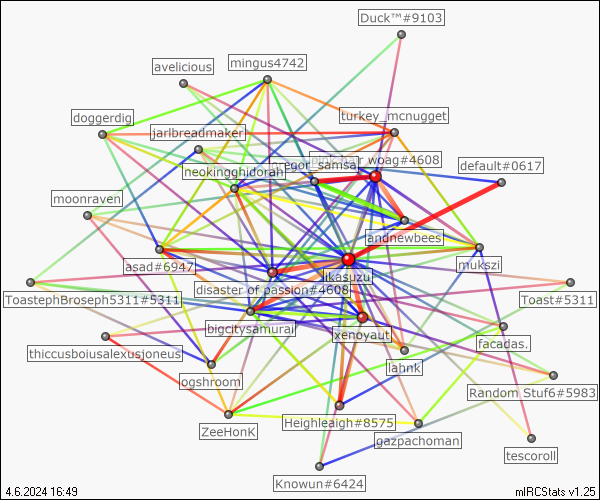 Duck™#9103
mingus4742
avelicious
turkey_mcnugget
doggerdig
jarlbreadmaker
woag#4608
default#0617
neokingghidorah
moonraven
andnewbees
mukszi
asad#6947
likesuzu
disaster of passion#4608
ToastephBroseph5311#5311
Toast#5311
bigcitysamurai
xenoyaut
facadas.
thiccusboiusalexusjoneus
lahnk
ogshroom
Random Stuf6#5983
Heighleaigh#8575
ZeeHonK
gazpachoman
tescoroll
Knowun#6424
4.6.2024 16:49
mIRCStats v1.25